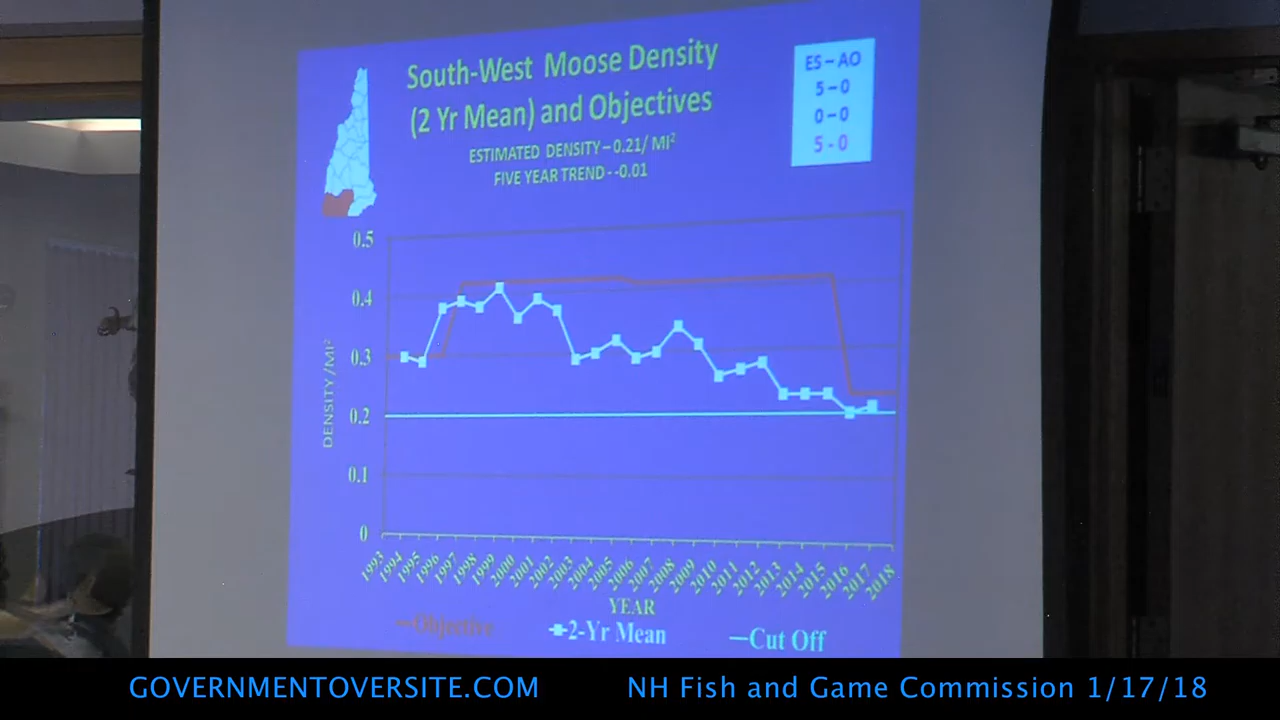 South-West Moose Density
(2 Yr Mean) and Objectives
ESTIMATED DENSITY – 0.21/ MI²
FIVE YEAR TREND - -0.01
ES – AO
5 – 0
0 – 0
5 - 0
DENSITY /MI²
0.5
0.4
0.3
0.2
0.1
0
1993 1994 1995 1996 1997 1998 1999 2000 2001 2002 2003 2004 2005 2006 2007 2008 2009 2010 2011 2012 2013 2014 2015 2016 2017 2018
YEAR
Objective 2-Yr Mean Cut Off
GOVERNMENTOVERSITE.COM NH Fish and Game Commission 1/17/18